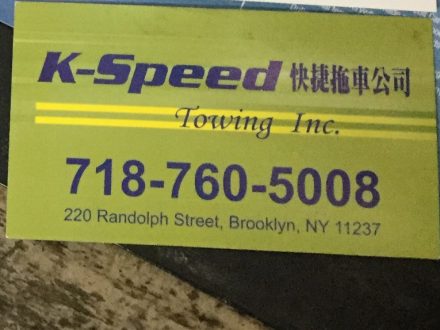 K-Speed 快捷拖車公司
Towing Inc.
718-760-5008
220 Randolph Street, Brooklyn, NY 11237